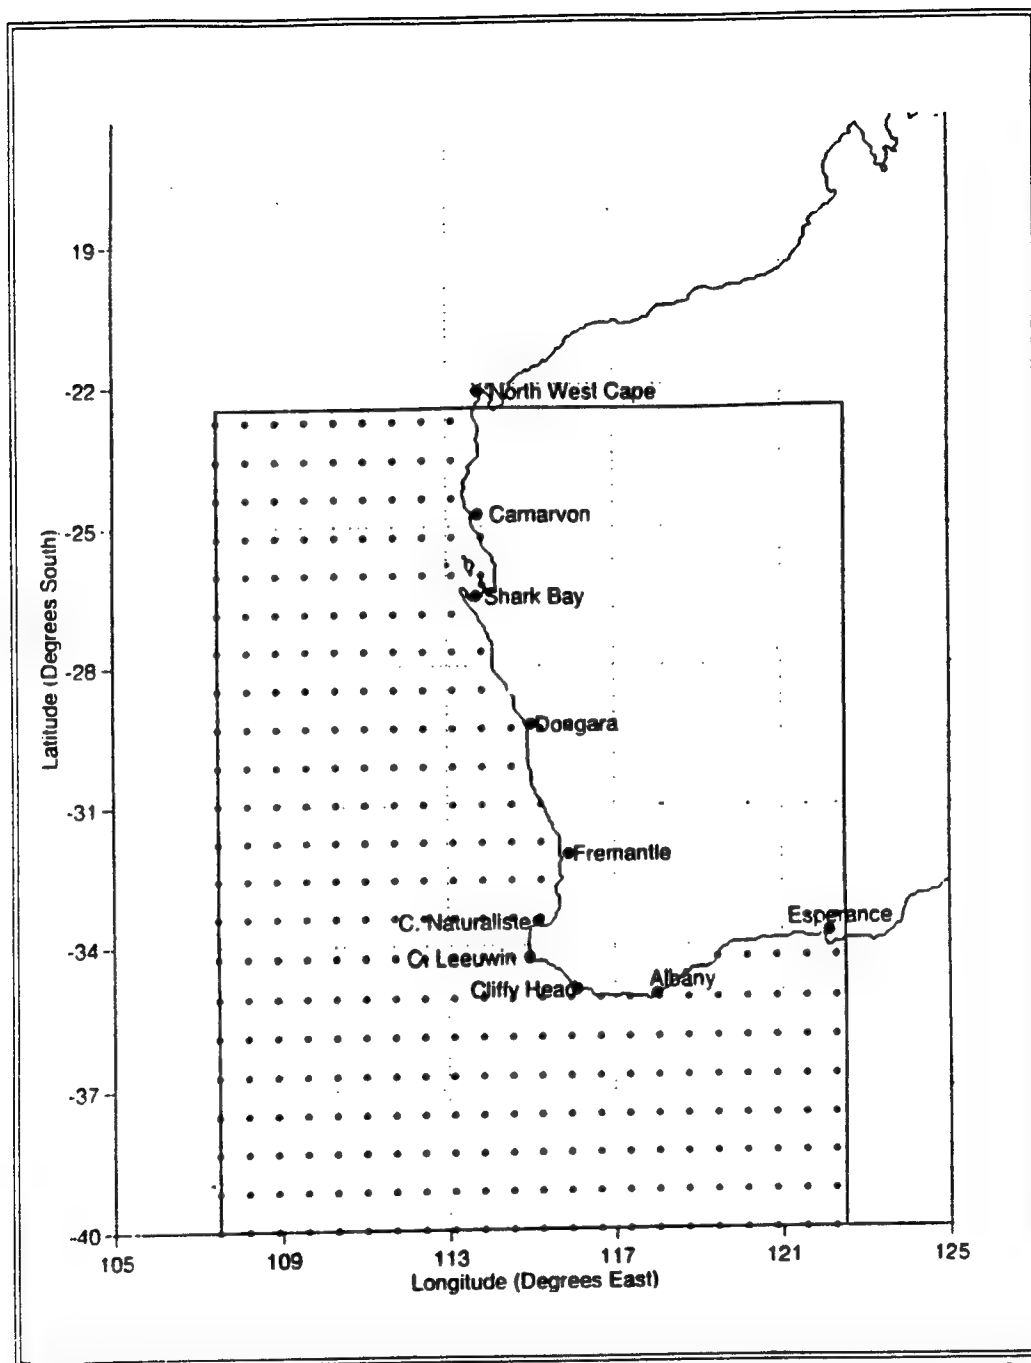 19-
-22
North West Cape
Carnarvon
-25
Shark Bay
-28
Dongara
-31
Fremantle
Esperance
C. Naturaliste
-34
C. Leeuwin
Albany
Cliffy Head
-37
-40
105
109
113
117
121
125
Longitude (Degrees East)
Latitude (Degrees South)